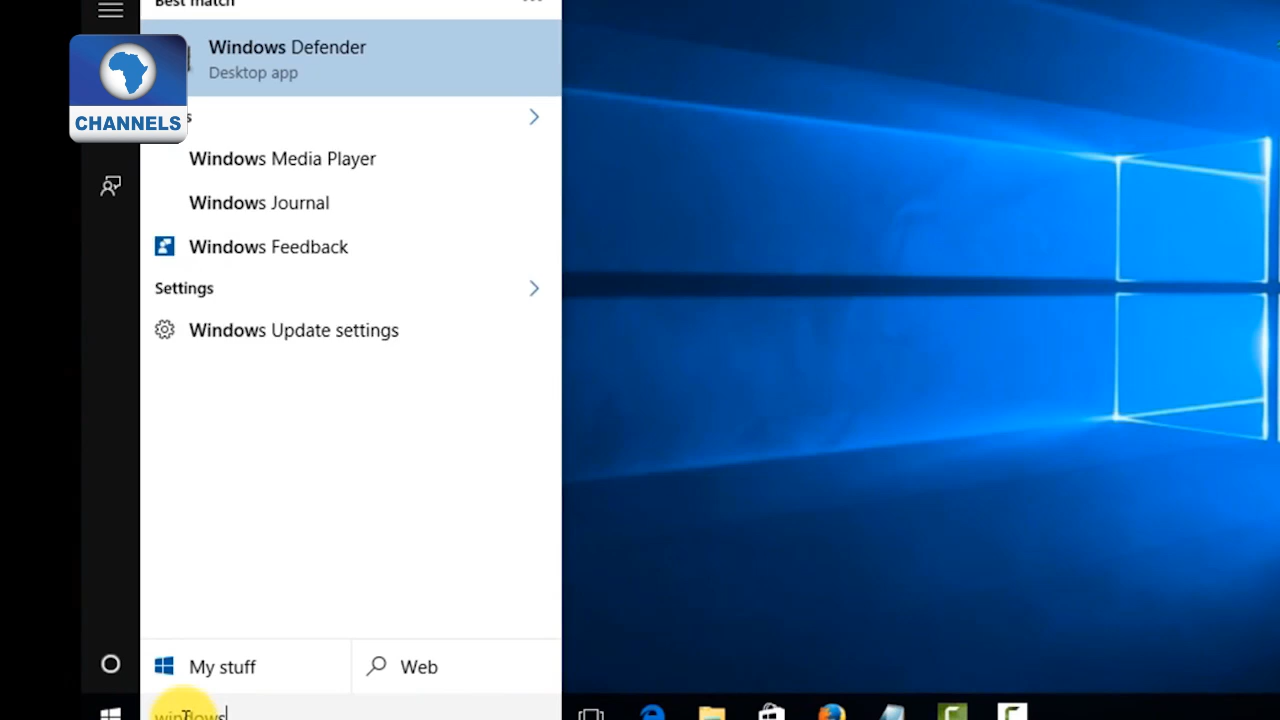 Best match
Windows Defender
Desktop app
CHANNELS
Windows Media Player
Windows Journal
Windows Feedback
Settings
Windows Update settings
My stuff
Web
windows